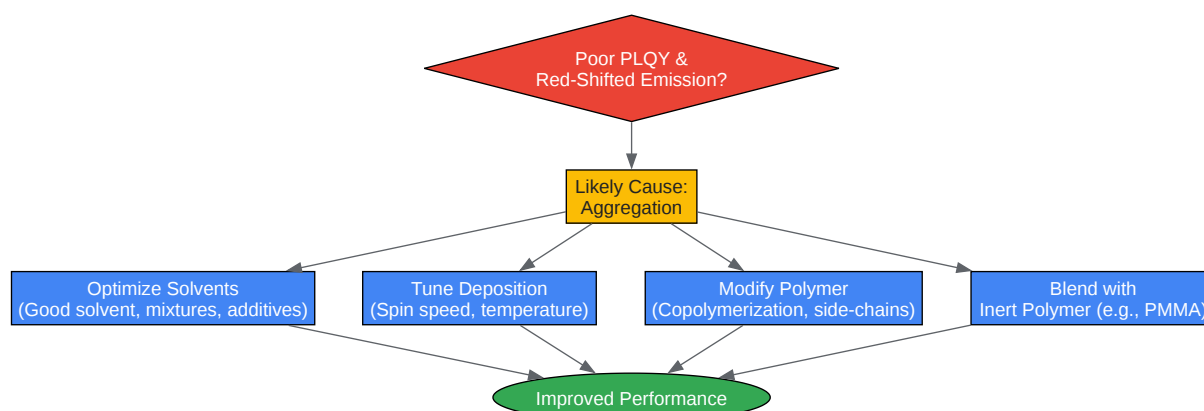 Poor PLQY &
Red-Shifted Emission?
Likely Cause:
Aggregation
Optimize Solvents
(Good solvent, mixtures, additives)
Tune Deposition
(Spin speed, temperature)
Modify Polymer
(Copolymerization, side-chains)
Blend with
Inert Polymer (e.g., PMMA)
Improved Performance